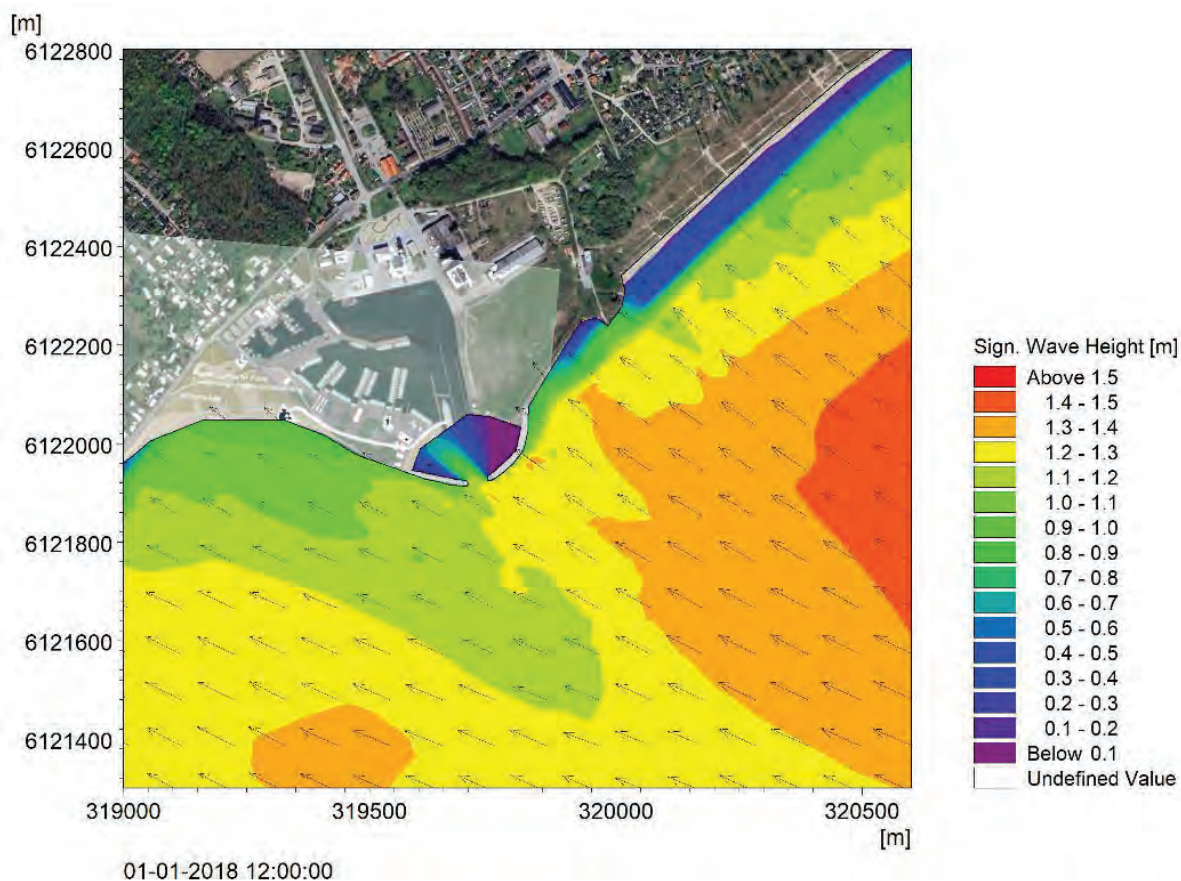 [m]
6122800
6122600
6122400
6122200
6122000
6121800
6121600
6121400
319000 319500 320000 320500
[m]
01-01-2018 12:00:00
Sign. Wave Height [m]
Above 1.5
1.4 - 1.5
1.3 - 1.4
1.2 - 1.3
1.1 - 1.2
1.0 - 1.1
0.9 - 1.0
0.8 - 0.9
0.7 - 0.8
0.6 - 0.7
0.5 - 0.6
0.4 - 0.5
0.3 - 0.4
0.2 - 0.3
0.1 - 0.2
Below 0.1
Undefined Value